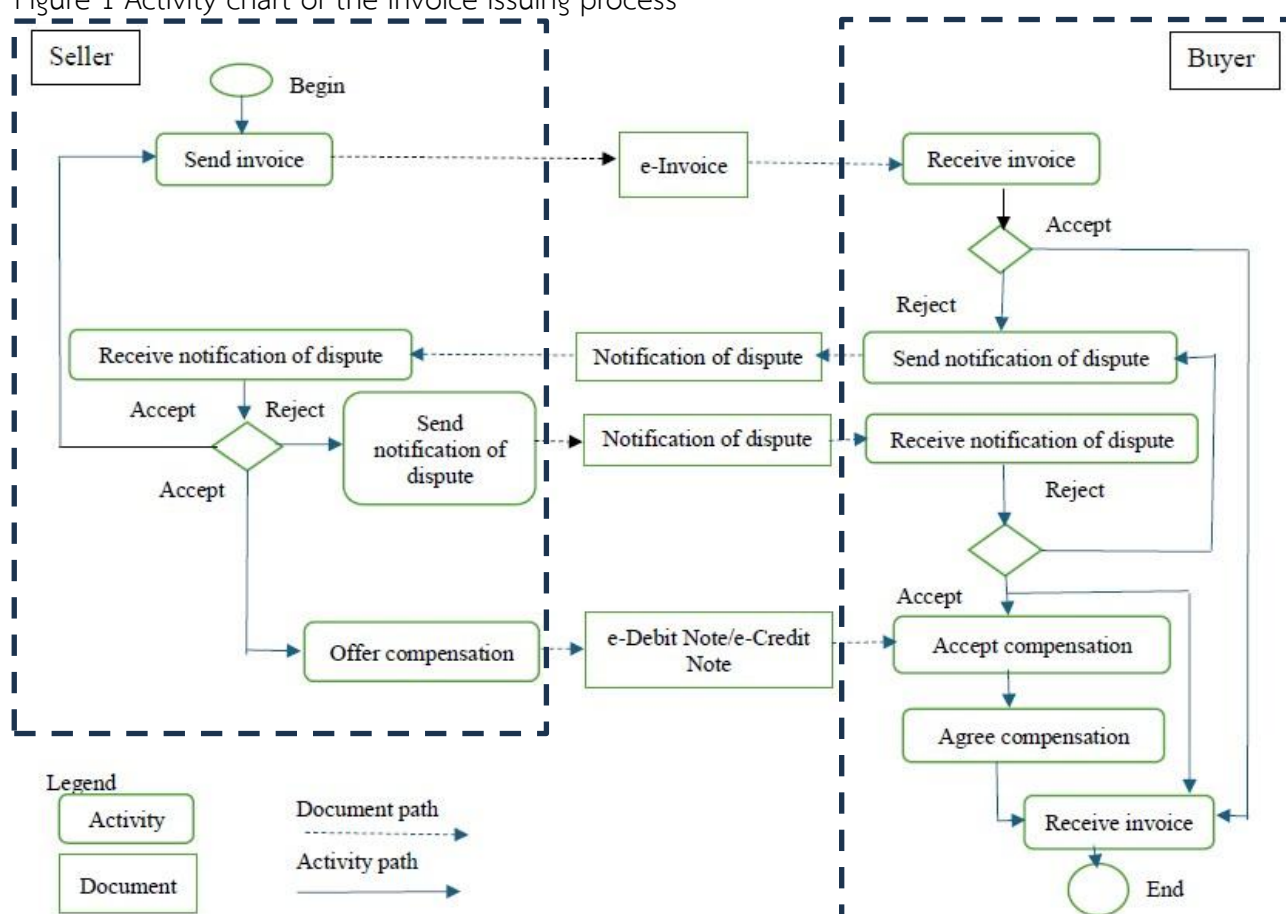 Figure 1 Activity chart of the invoice issuing process
Seller
Buyer
Begin
Send invoice
e-Invoice
Receive invoice
Accept
Reject
Receive notification of dispute
Notification of dispute
Send notification of dispute
Accept
Reject
Send
notification of
dispute
Notification of dispute
Receive notification of dispute
Accept
Reject
Accept
Offer compensation
e-Debit Note/e-Credit
Note
Accept compensation
Agree compensation
Legend
Activity
Document path
Receive invoice
Activity path
Document
End